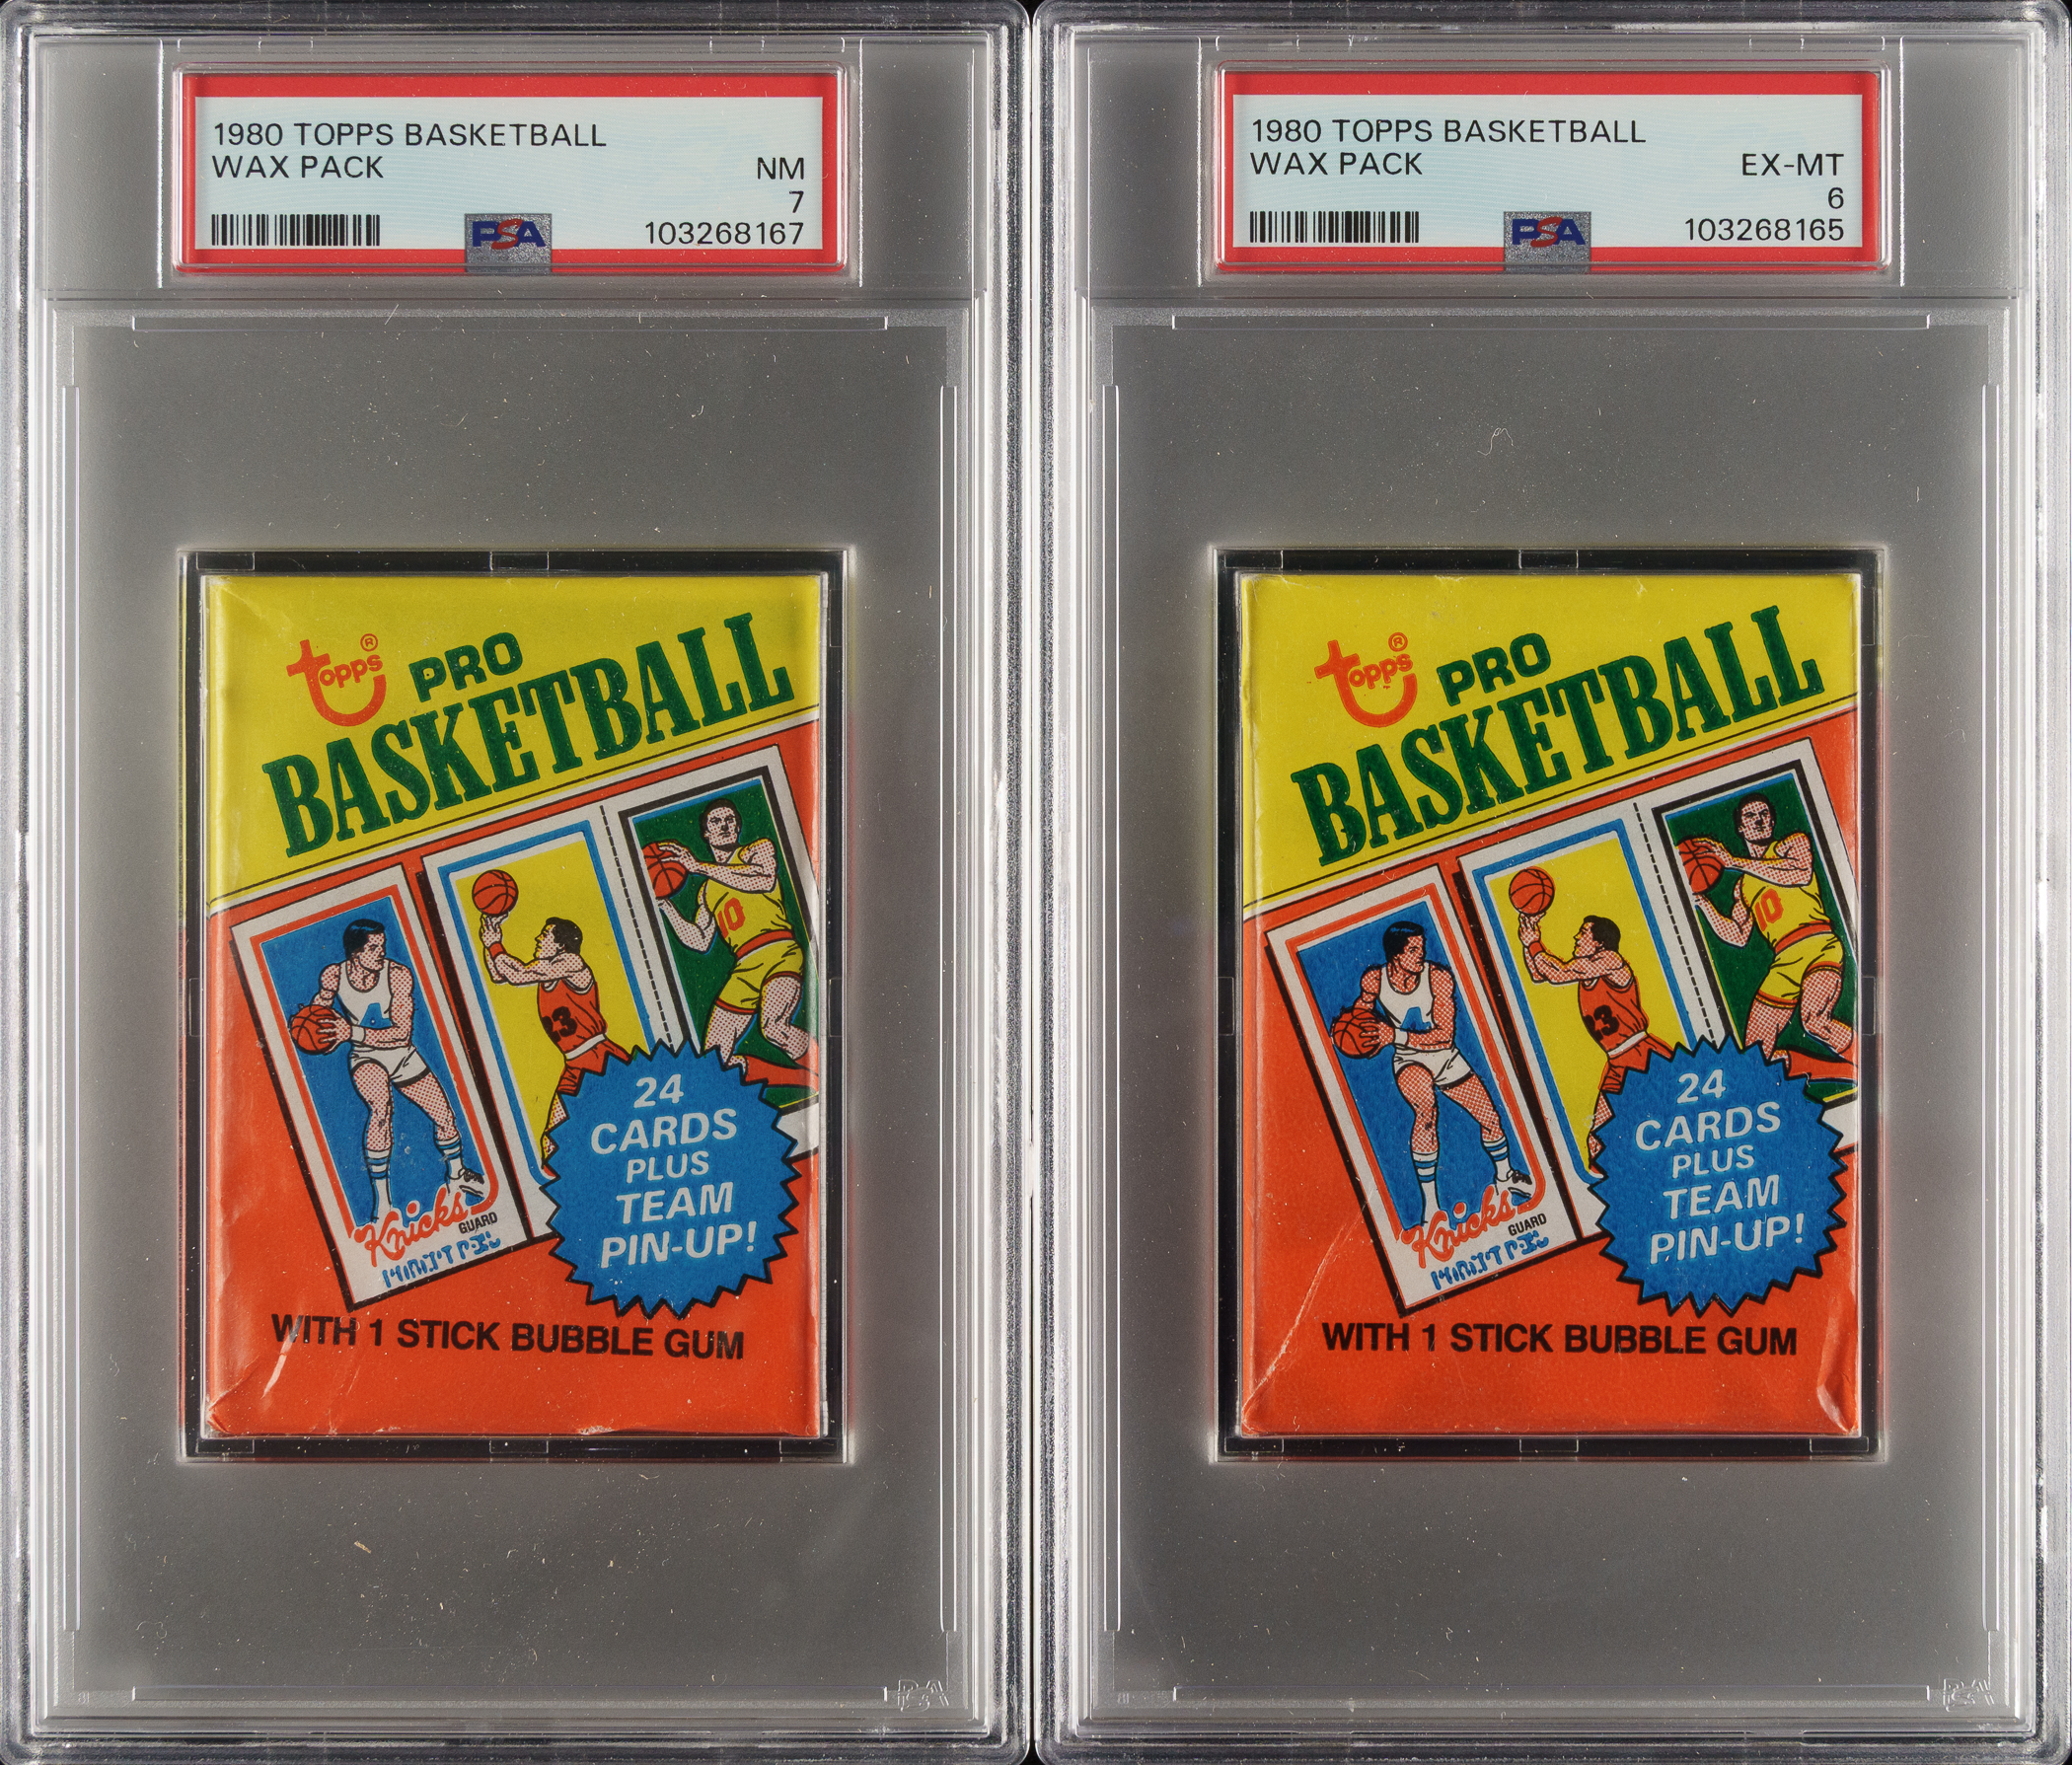 1980 TOPPS BASKETBALL
WAX PACK
NM
7
PSA
103268167
topps®
PRO
BASKETBALL
10
23
24
CARDS
PLUS
TEAM
PIN-UP!
Knicks
GUARD
WITH 1 STICK BUBBLE GUM
1980 TOPPS BASKETBALL
WAX PACK
EX-MT
6
PSA
103268165
topps®
PRO
BASKETBALL
10
23
24
CARDS
PLUS
TEAM
PIN-UP!
Knicks
GUARD
WITH 1 STICK BUBBLE GUM
PSA
PSA